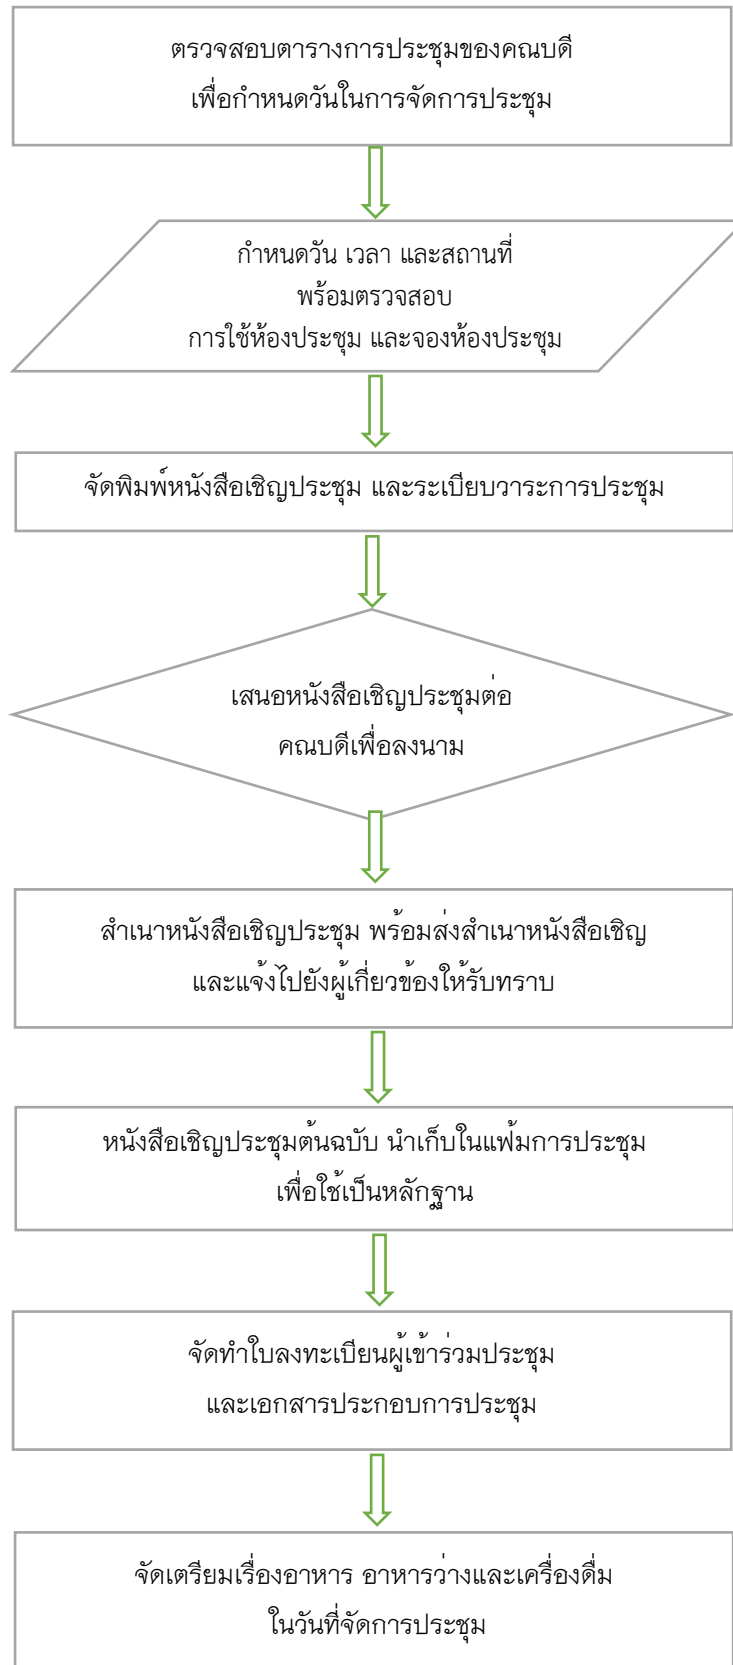 ตรวจสอบตารางการประชุมของคณบดี
เพื่อกำหนดวันในการจัดการประชุม
กำหนดวัน เวลา และสถานที่
พร้อมตรวจสอบ
การใช้ห้องประชุม และจองห้องประชุม
จัดพิมพ์หนังสือเชิญประชุม และระเบียบวาระการประชุม
เสนอหนังสือเชิญประชุมต่อ
คณบดีเพื่อลงนาม
สำเนาหนังสือเชิญประชุม พร้อมส่งสำเนาหนังสือเชิญ
และแจ้งไปยังผู้เกี่ยวข้องให้รับทราบ
หนังสือเชิญประชุมต้นฉบับ นำเก็บในแฟ้มการประชุม
เพื่อใช้เป็นหลักฐาน
จัดทำใบลงทะเบียนผู้เข้าร่วมประชุม
และเอกสารประกอบการประชุม
จัดเตรียมเรื่องอาหาร อาหารว่างและเครื่องดื่ม
ในวันที่จัดการประชุม